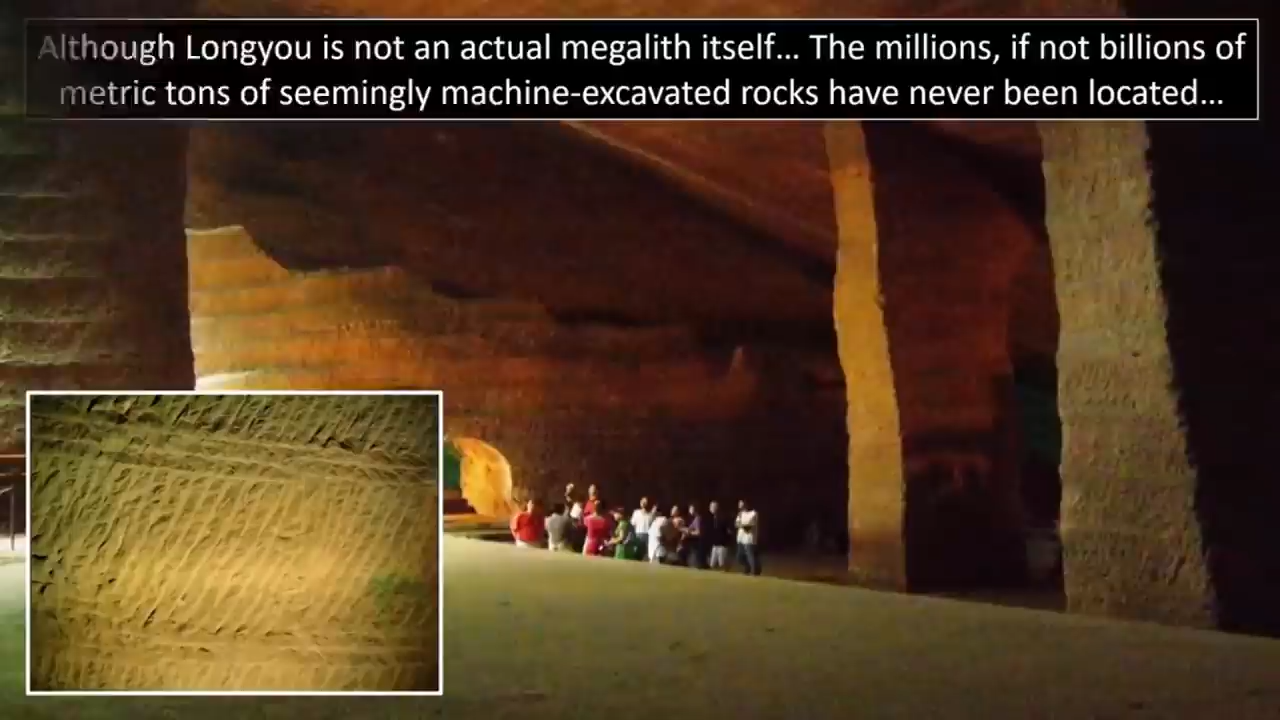 Although Longyou is not an actual megalith itself... The millions, if not billions of
metric tons of seemingly machine-excavated rocks have never been located...